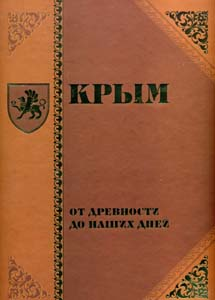 КРЫМ
ОТ ДРЕВНОСТИ
ДО НАШИХ ДНЕЙ